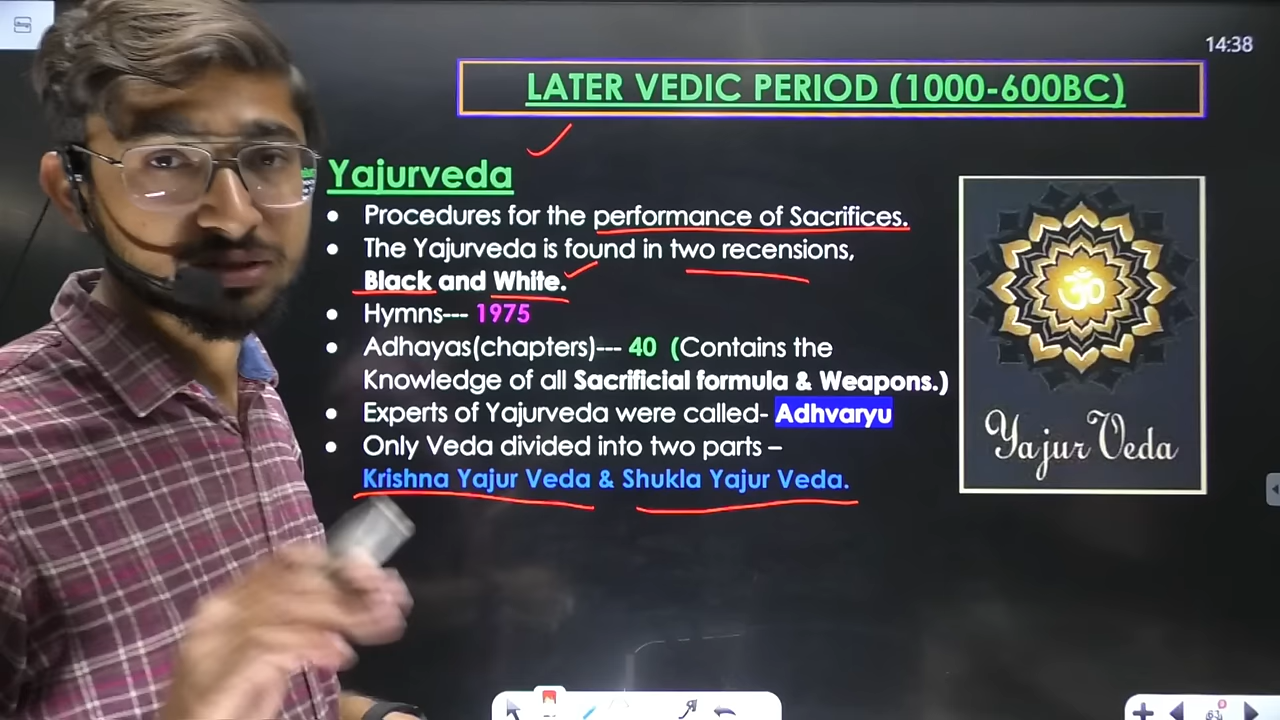 14:38
LATER VEDIC PERIOD (1000-600BC)
Yajurveda
• Procedures for the performance of Sacrifices.
• The Yajurveda is found in two recensions,
Black and White.
• Hymns--- 1975
• Adhayas(chapters)--- 40 (Contains the
Knowledge of all Sacrificial formula & Weapons.)
• Experts of Yajurveda were called- Adhvaryu
• Only Veda divided into two parts –
Krishna Yajur Veda & Shukla Yajur Veda.
ॐ
YajurVeda